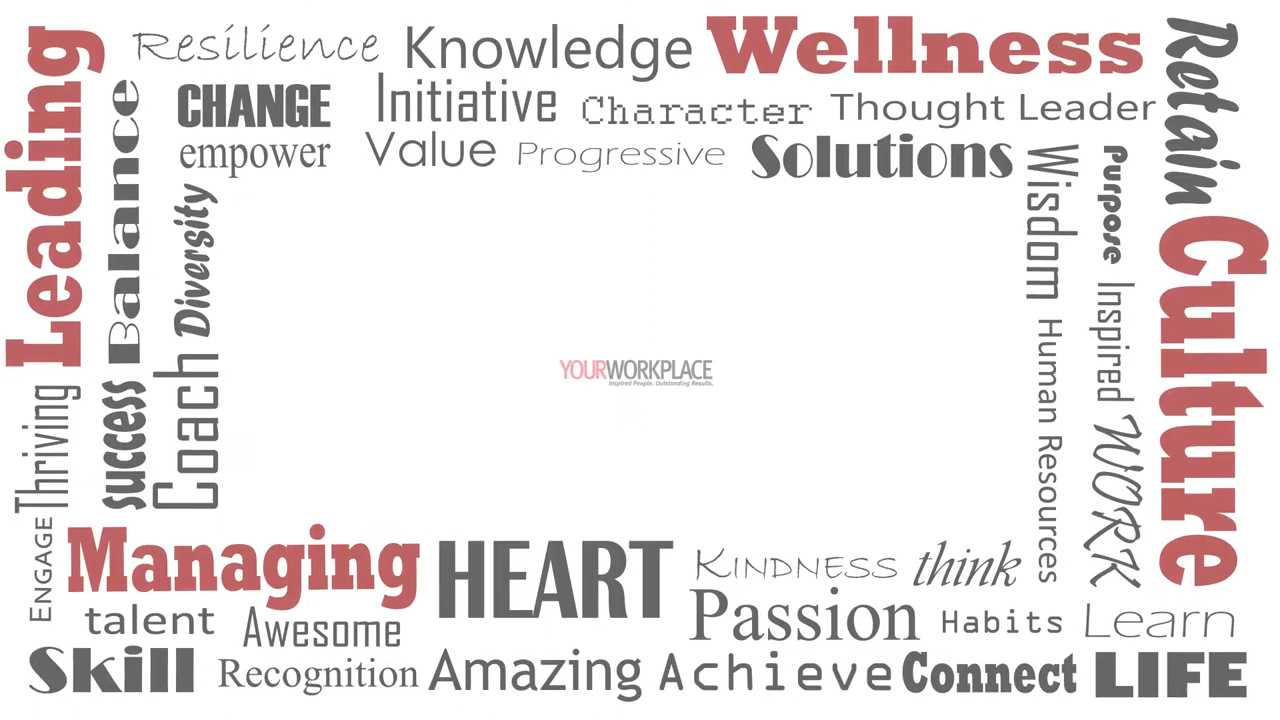 Resilience Knowledge Wellness
CHANGE Initiative Character Thought Leader
empower Value Progressive Solutions
Leading
Balance
Diversity
Retain
Wisdom
Purpose
Culture
Inspired
Human Resources
WORK
YOURWORKPLACE
Inspired People. Outstanding Results.
Thriving
success
Coach
ENGAGE
Managing HEART KINDNESS think
talent Awesome Passion Habits Learn
Skill Recognition Amazing Achieve Connect LIFE